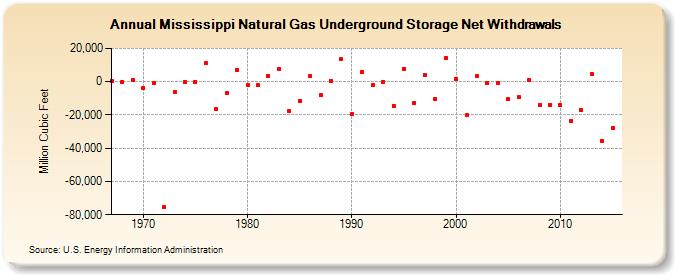 Annual Mississippi Natural Gas Underground Storage Net Withdrawals
Million Cubic Feet
20,000
0
-20,000
-40,000
-60,000
-80,000
1970 1980 1990 2000 2010
Source: U.S. Energy Information Administration